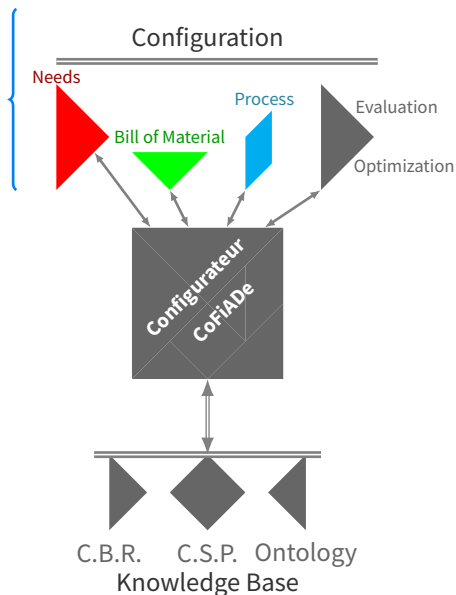 Configuration
Needs
Process
Evaluation
Bill of Material
Optimization
Configurateur
CoFiADe
C.B.R.
C.S.P.
Ontology
Knowledge Base